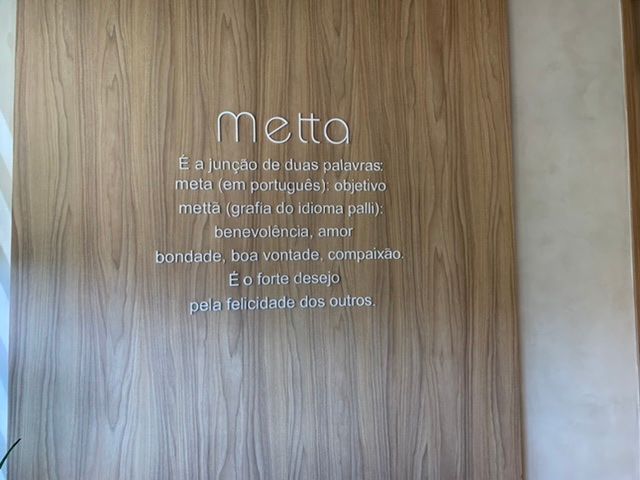 metta
É a junção de duas palavras:
meta (em português): objetivo
mettã (grafia do idioma palli):
benevolência, amor
bondade, boa vontade, compaixão.
É o forte desejo
pela felicidade dos outros.